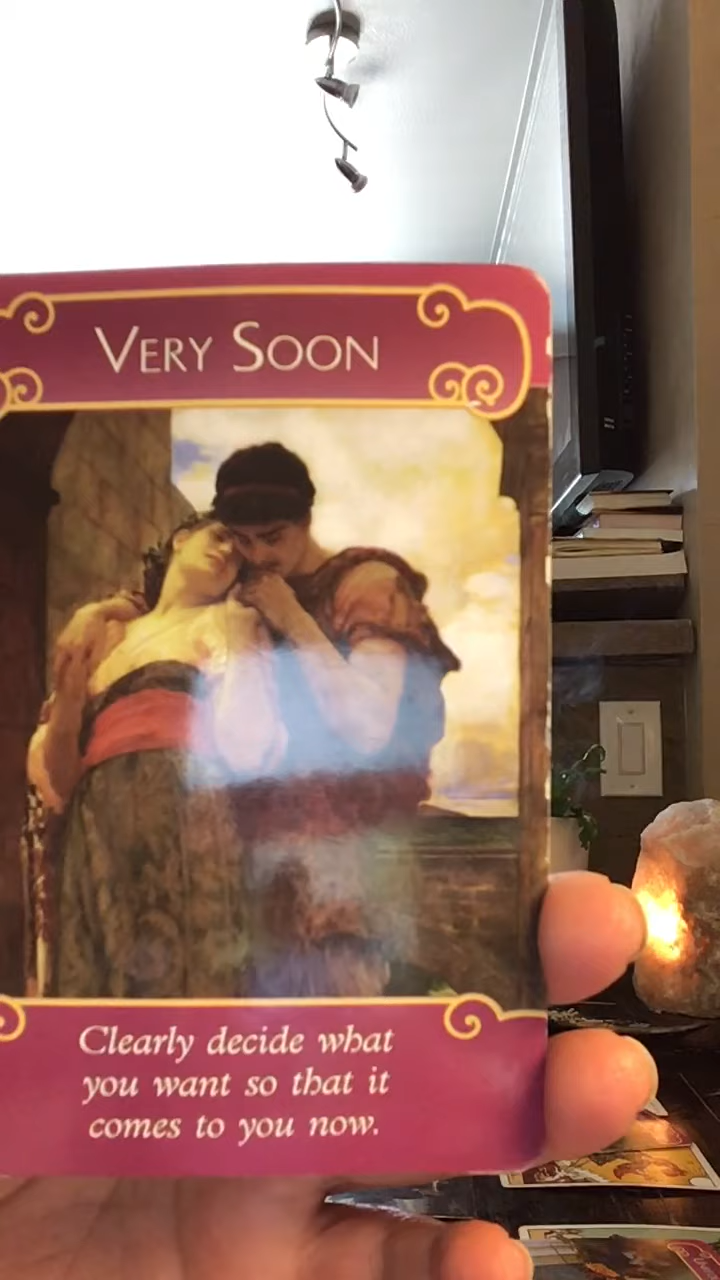 VERY SOON
Clearly decide what
you want so that it
comes to you now.